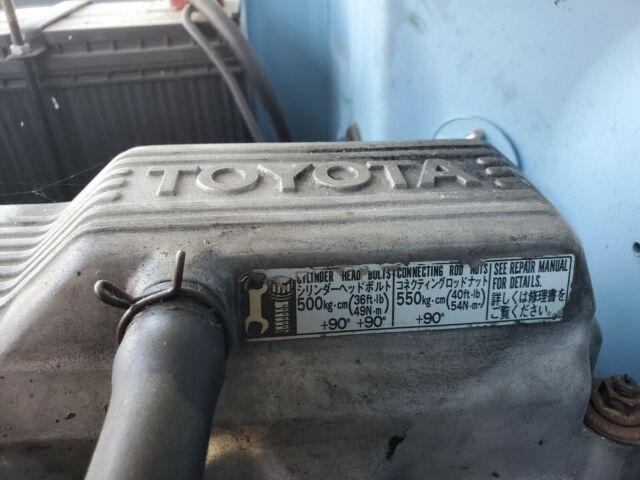 TOYOTA
CYLINDER HEAD BOLTS
シリンダーヘッドボルト
500kg-cm (36ft-lb)
49N·m
+90° +90°
CONNECTING ROD NUTS
コネクティングロッドナット
550kg-cm (40ft-lb)
54N·m
+90°
SEE REPAIR MANUAL
FOR DETAILS.
詳しくは修理書を
ご覧ください。